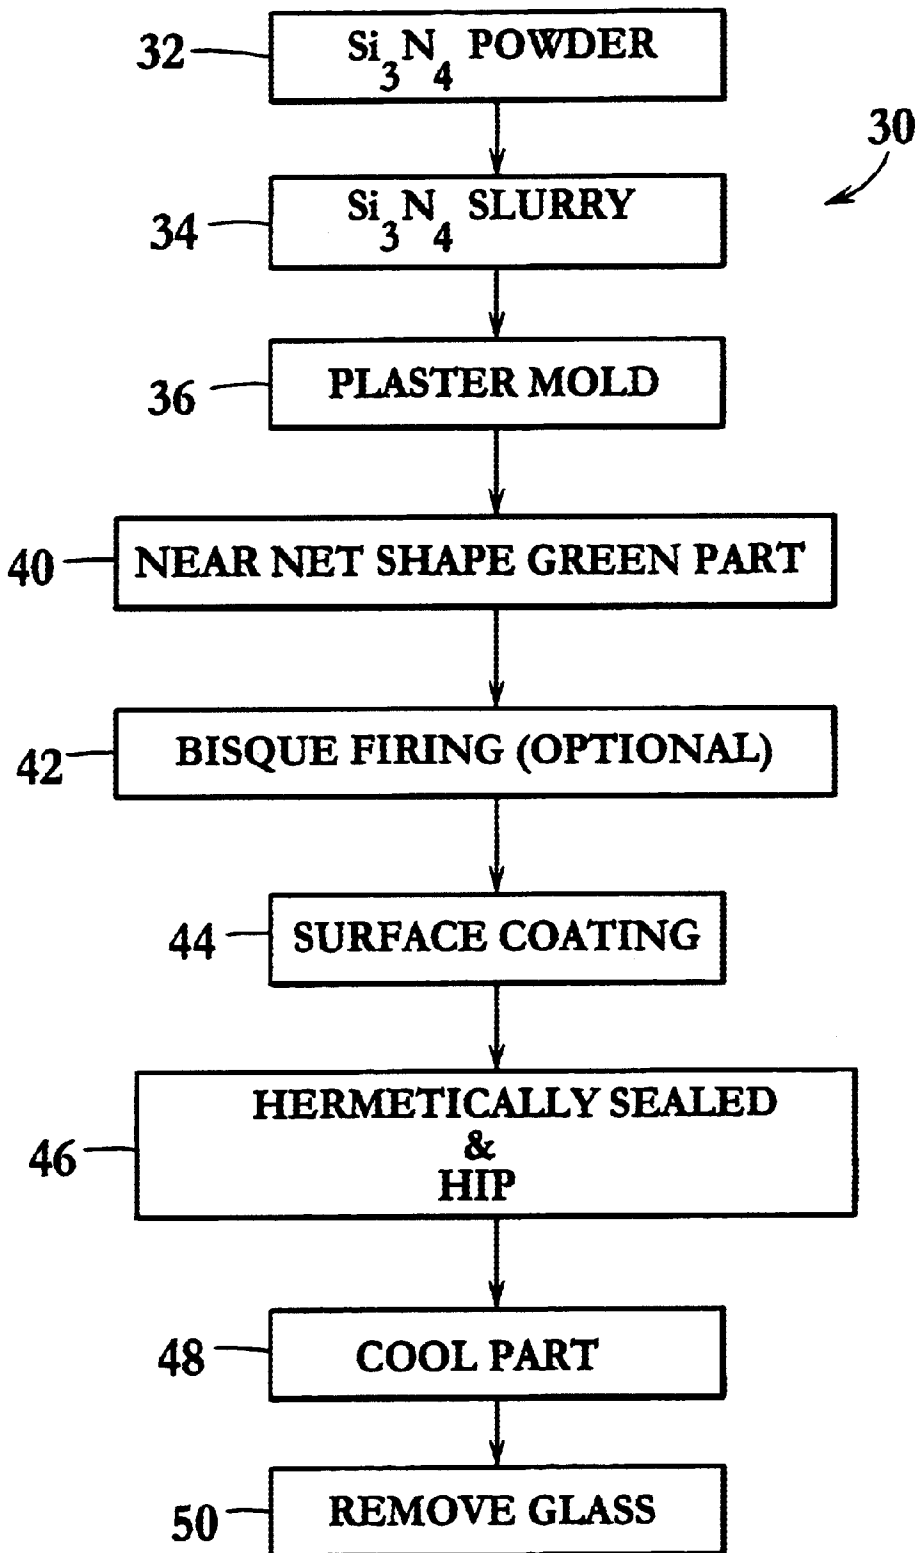 32
Si3N4 POWDER
30
34
Si3N4 SLURRY
36
PLASTER MOLD
40
NEAR NET SHAPE GREEN PART
42
BISQUE FIRING (OPTIONAL)
44
SURFACE COATING
46
HERMETICALLY SEALED
&
HIP
48
COOL PART
50
REMOVE GLASS